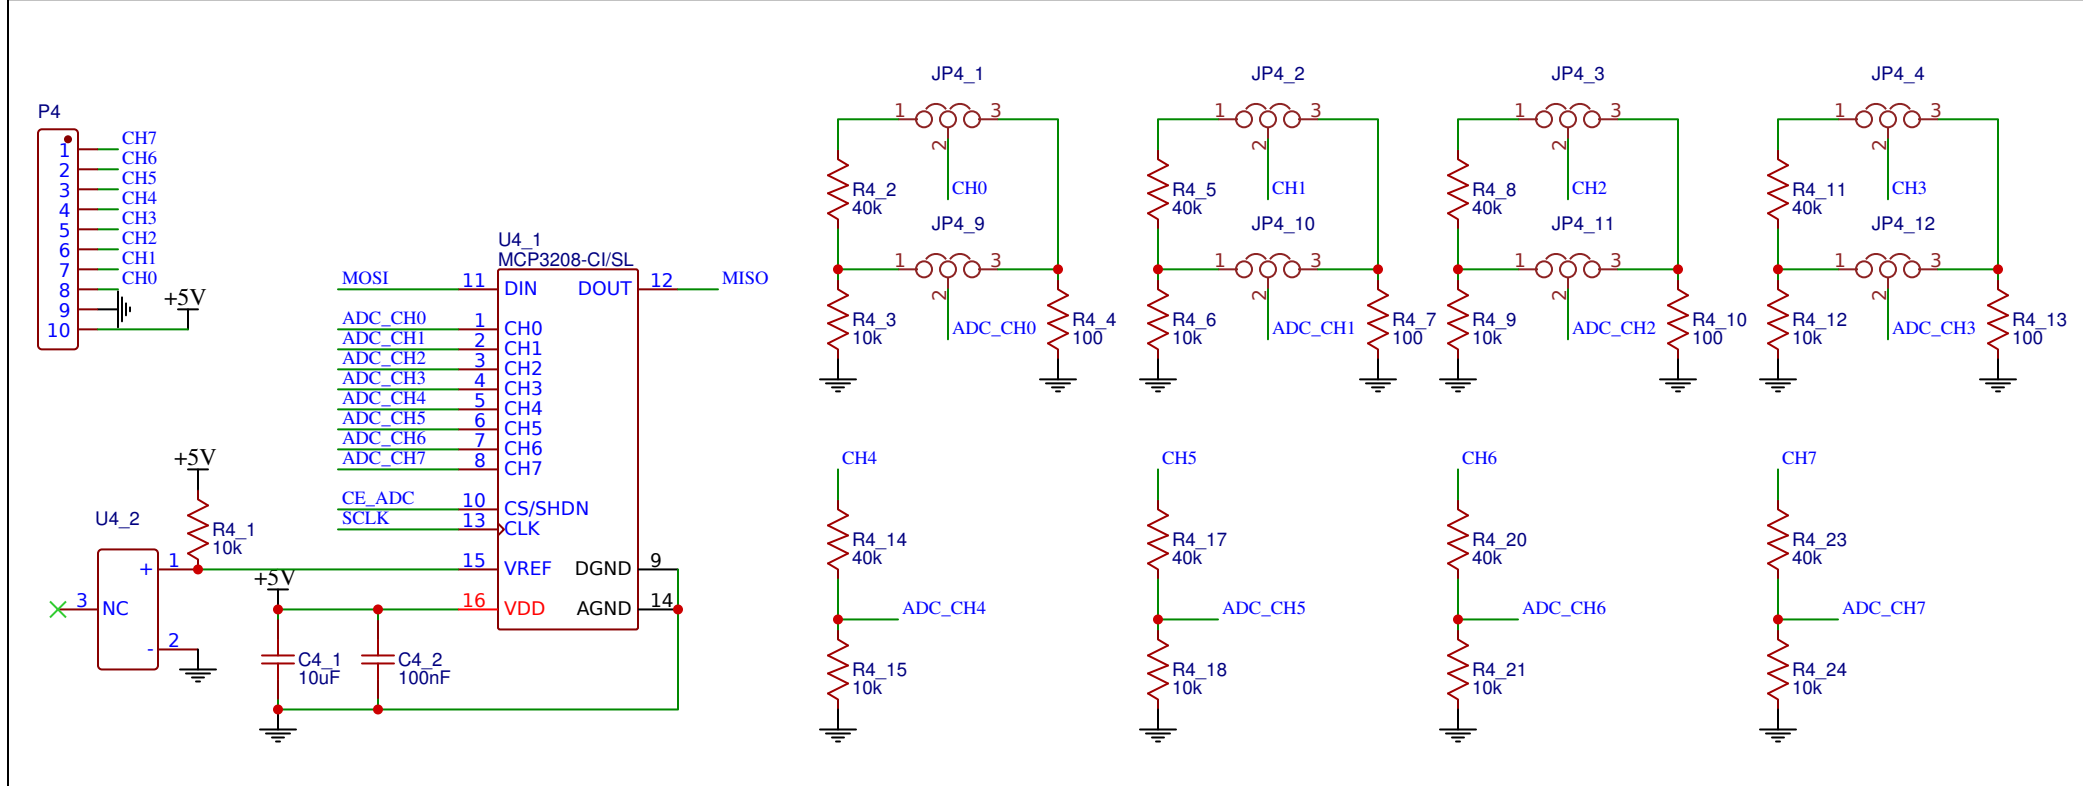 P4
1 CH7
2 CH6
3 CH5
4 CH4
5 CH3
6 CH2
7 CH1
8 CH0
9
10 +5V
U4_1
MCP3208-CI/SL
MOSI 11 DIN DOUT 12 MISO
ADC_CH0 1 CH0
ADC_CH1 2 CH1
ADC_CH2 3 CH2
ADC_CH3 4 CH3
ADC_CH4 5 CH4
ADC_CH5 6 CH5
ADC_CH6 7 CH6
ADC_CH7 8 CH7
CE_ADC 10 CS/SHDN
SCLK 13 CLK
15 VREF DGND 9
16 VDD AGND 14
+5V
R4_1
10k
U4_2
+ 1
3 NC
- 2
+5V
C4_1
10uF
C4_2
100nF
JP4_1
1 3
2
CH0
R4_2
40k
JP4_9
1 3
2
ADC_CH0
R4_3
10k
R4_4
100
JP4_2
1 3
2
CH1
R4_5
40k
JP4_10
1 3
2
ADC_CH1
R4_6
10k
R4_7
100
JP4_3
1 3
2
CH2
R4_8
40k
JP4_11
1 3
2
ADC_CH2
R4_9
10k
R4_10
100
JP4_4
1 3
2
CH3
R4_11
40k
JP4_12
1 3
2
ADC_CH3
R4_12
10k
R4_13
100
CH4
R4_14
40k
ADC_CH4
R4_15
10k
CH5
R4_17
40k
ADC_CH5
R4_18
10k
CH6
R4_20
40k
ADC_CH6
R4_21
10k
CH7
R4_23
40k
ADC_CH7
R4_24
10k